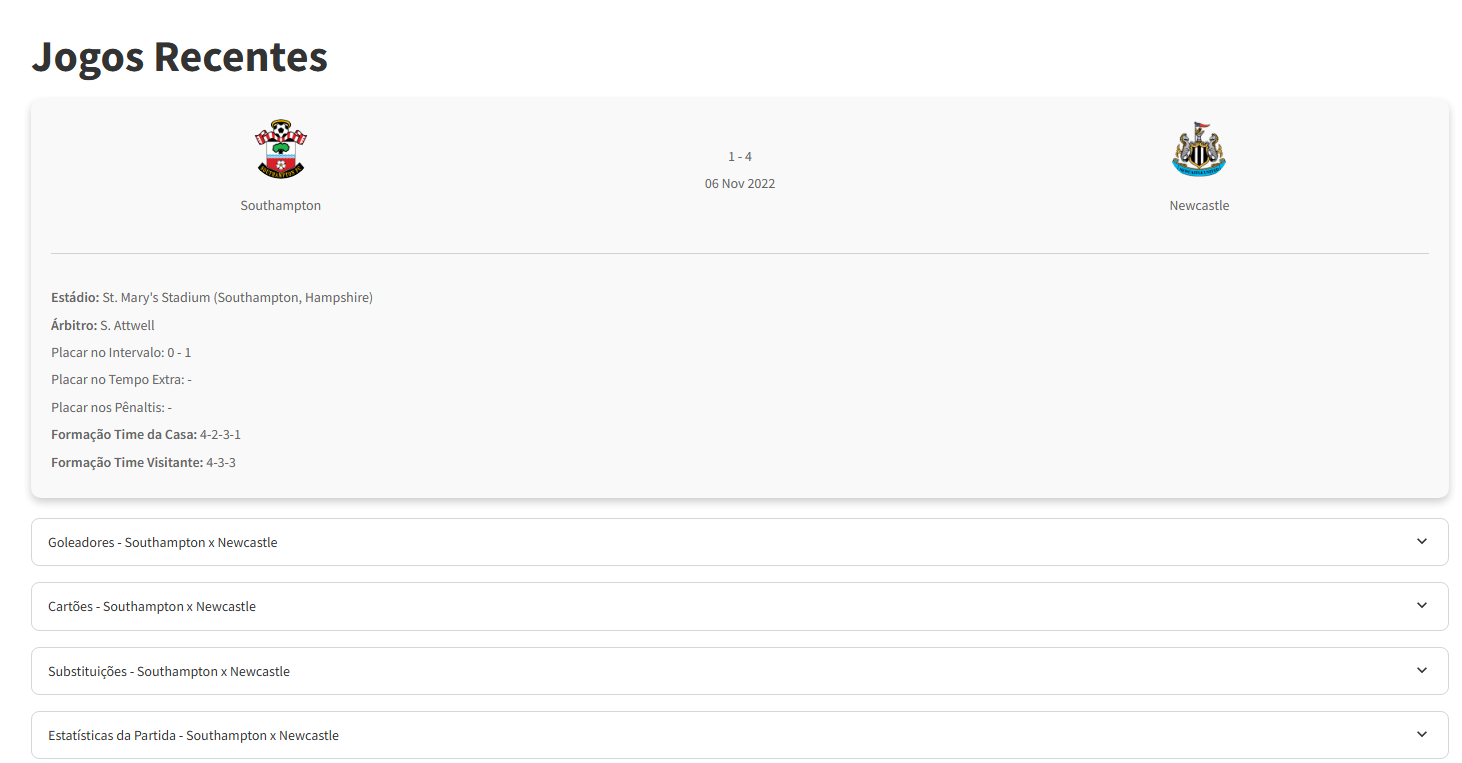 Jogos Recentes
1 - 4
06 Nov 2022
Southampton
Newcastle
Estádio: St. Mary's Stadium (Southampton, Hampshire)
Árbitro: S. Attwell
Placar no Intervalo: 0 - 1
Placar no Tempo Extra: -
Placar nos Pênaltis: -
Formação Time da Casa: 4-2-3-1
Formação Time Visitante: 4-3-3
Goleadores - Southampton x Newcastle
Cartões - Southampton x Newcastle
Substituições - Southampton x Newcastle
Estatísticas da Partida - Southampton x Newcastle